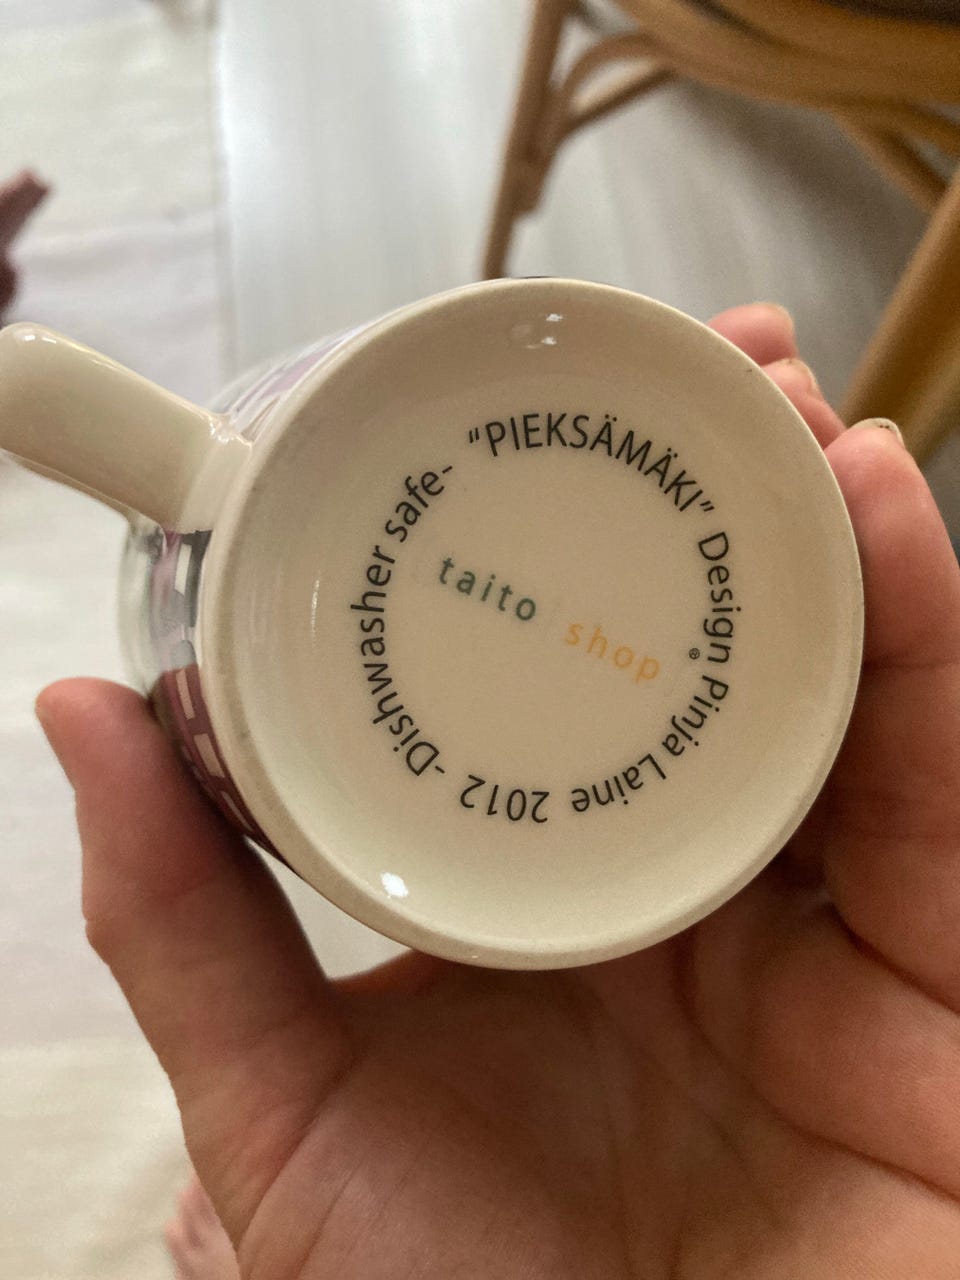 "PIEKSÄMÄKI" Design Pinja Laine 2012 -Dishwasher safe-
taito shop ®